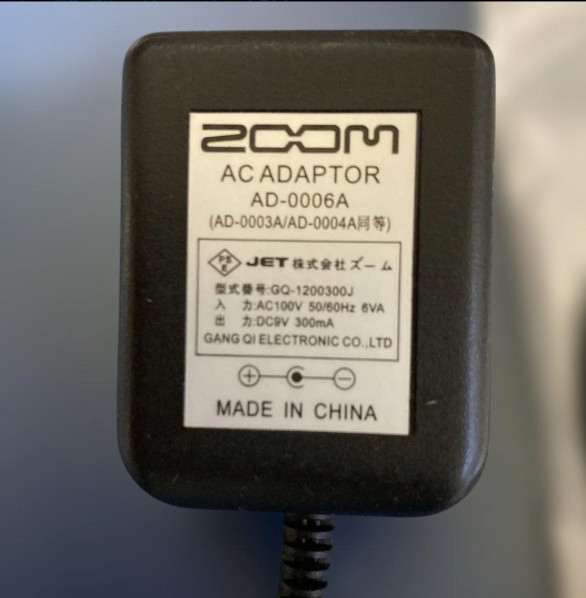 ZOOM
AC ADAPTOR
AD-0006A
(AD-0003A/AD-0004A同等)
PS
E
JET 株式会社ズーム
型式番号:GQ-1200300J
入 力:AC100V 50/60Hz 6VA
出 力:DC9V 300mA
GANG QI ELECTRONIC CO.,LTD
+ −
MADE IN CHINA